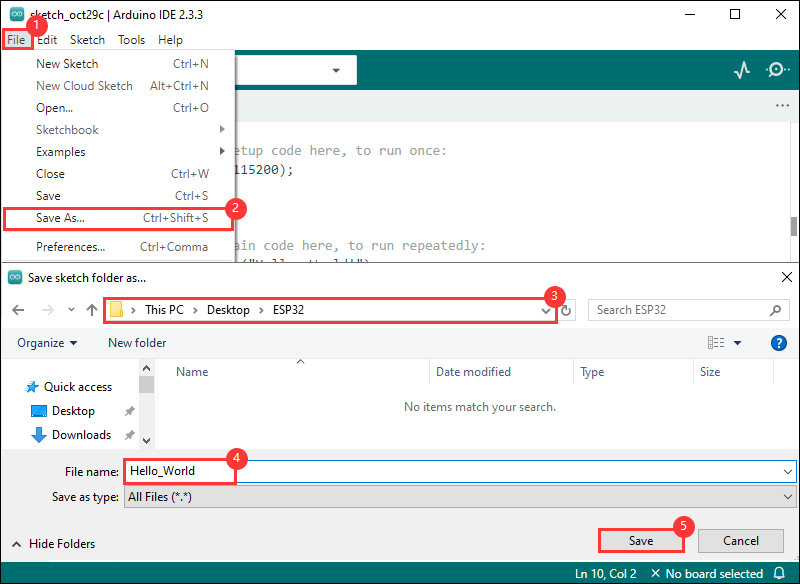 sketch_oct29c | Arduino IDE 2.3.3
1
File Edit Sketch Tools Help
New Sketch Ctrl+N
New Cloud Sketch Alt+Ctrl+N
Open... Ctrl+O
Sketchbook
etup code here, to run once:
Examples
115200);
Close Ctrl+W
Save Ctrl+S
2
Save As... Ctrl+Shift+S
Preferences... Ctrl+Comma
ain code here, to run repeatedly:
Save sketch folder as...
3
This PC > Desktop > ESP32
Search ESP32
Organize New folder
?
Name Date modified Type Size
Quick access
No items match your search.
Desktop
Downloads
4
File name: Hello_World
Save as type: All Files (*.*)
5
Hide Folders
Save Cancel
Ln 10, Col 2 × No board selected